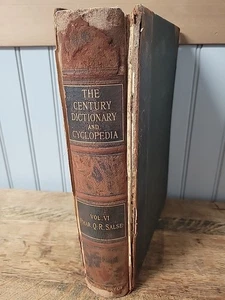 THE
CENTURY
DICTIONARY
AND
CYCLOPEDIA
VOL. VI
Q-R. SALSE